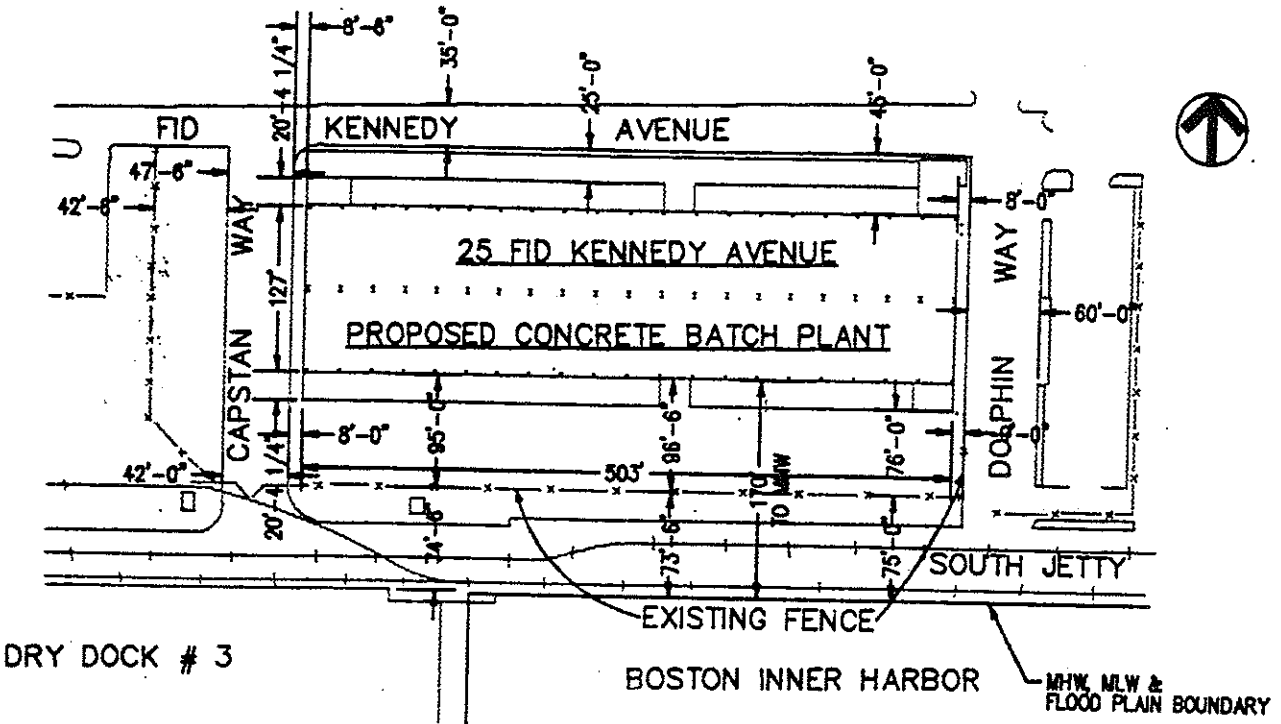 8'-6"
35'-0"
20'-4 1/4"
25'-0"
45'-0"
FID KENNEDY AVENUE
47'-6"
42'-6"
8'-0"
CAPSTAN WAY
127'
25 FID KENNEDY AVENUE
PROPOSED CONCRETE BATCH PLANT
DOLPHIN WAY
60'-0"
8'-0"
95'-0"
96'-6"
76'-0"
42'-0"
20'-4 1/4"
503'
170'
TO MHW
73'-6"
75'-0"
SOUTH JETTY
EXISTING FENCE
DRY DOCK # 3
BOSTON INNER HARBOR
MHW, MLW &
FLOOD PLAIN BOUNDARY